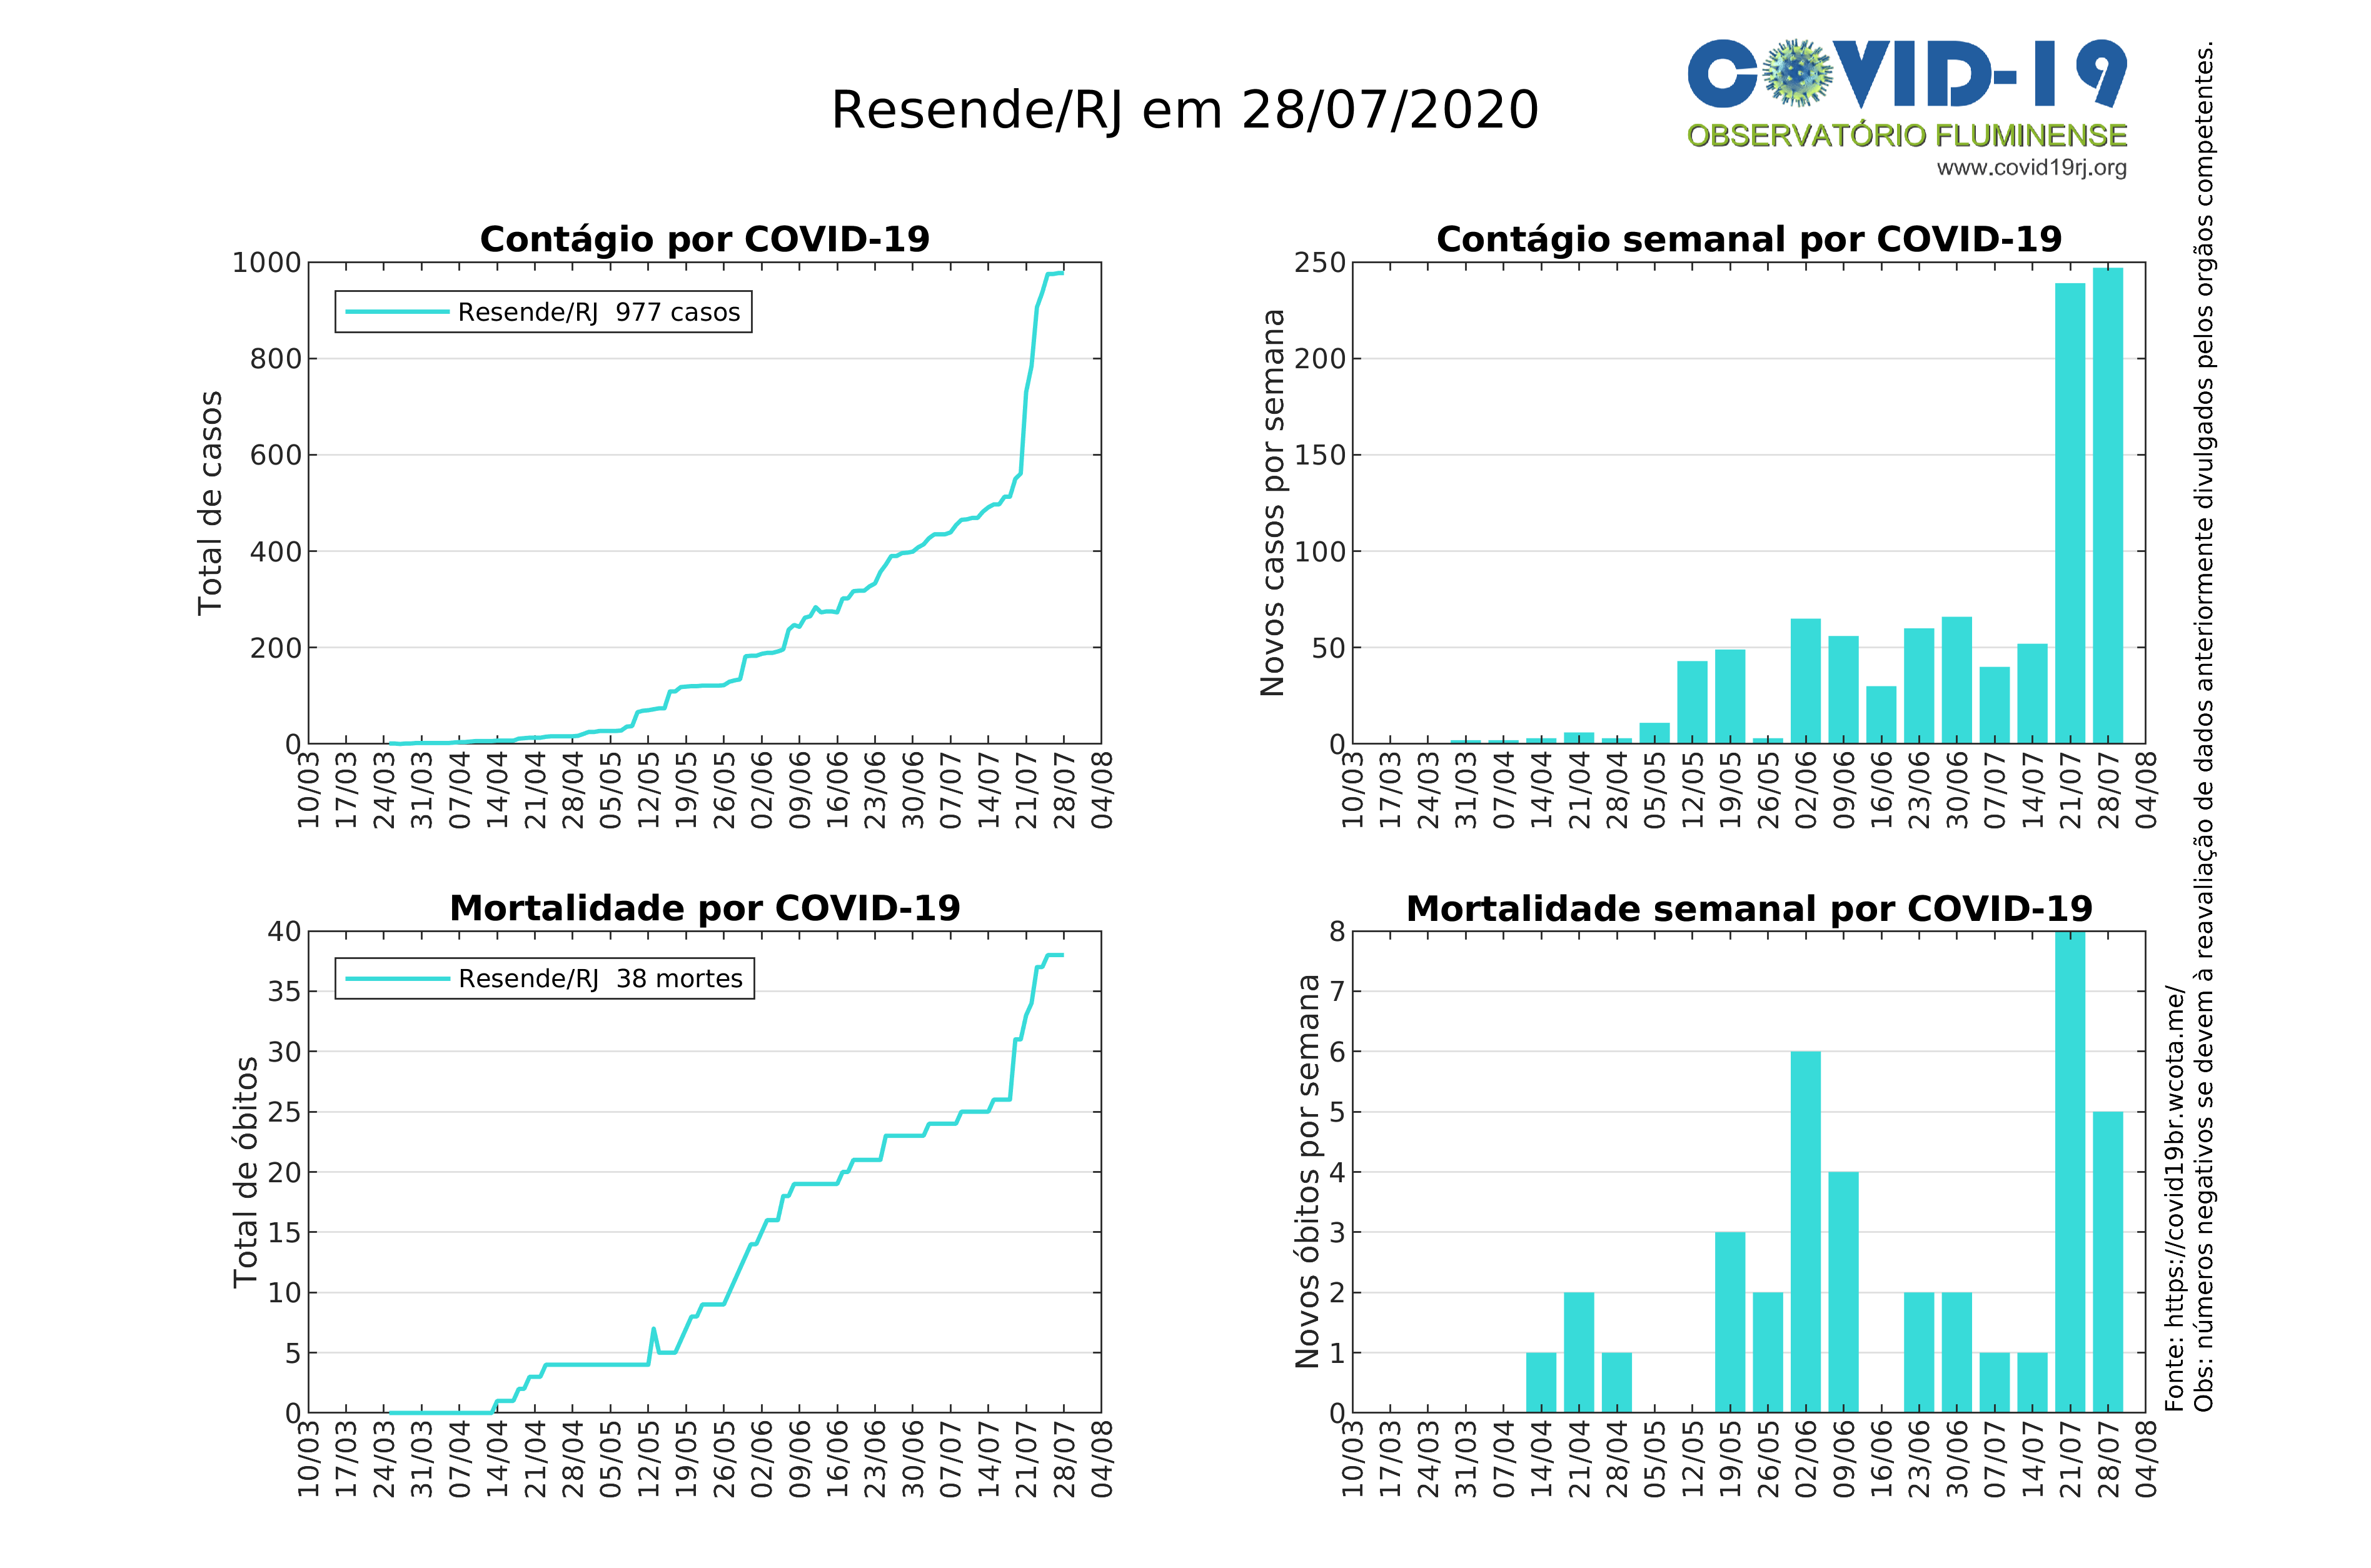 Resende/RJ em 28/07/2020
COVID-19
OBSERVATÓRIO FLUMINENSE
www.covid19rj.org
Contágio por COVID-19
Total de casos
1000
800
600
400
200
0
Resende/RJ 977 casos
10/03 17/03 24/03 31/03 07/04 14/04 21/04 28/04 05/05 12/05 19/05 26/05 02/06 09/06 16/06 23/06 30/06 07/07 14/07 21/07 28/07 04/08
Contágio semanal por COVID-19
Novos casos por semana
250
200
150
100
50
0
10/03 17/03 24/03 31/03 07/04 14/04 21/04 28/04 05/05 12/05 19/05 26/05 02/06 09/06 16/06 23/06 30/06 07/07 14/07 21/07 28/07 04/08
Mortalidade por COVID-19
Total de óbitos
40
35
30
25
20
15
10
5
0
Resende/RJ 38 mortes
10/03 17/03 24/03 31/03 07/04 14/04 21/04 28/04 05/05 12/05 19/05 26/05 02/06 09/06 16/06 23/06 30/06 07/07 14/07 21/07 28/07 04/08
Mortalidade semanal por COVID-19
Novos óbitos por semana
8
7
6
5
4
3
2
1
0
10/03 17/03 24/03 31/03 07/04 14/04 21/04 28/04 05/05 12/05 19/05 26/05 02/06 09/06 16/06 23/06 30/06 07/07 14/07 21/07 28/07 04/08
Fonte: https://covid19br.wcota.me/
Obs: números negativos se devem à reavaliação de dados anteriormente divulgados pelos orgãos competentes.